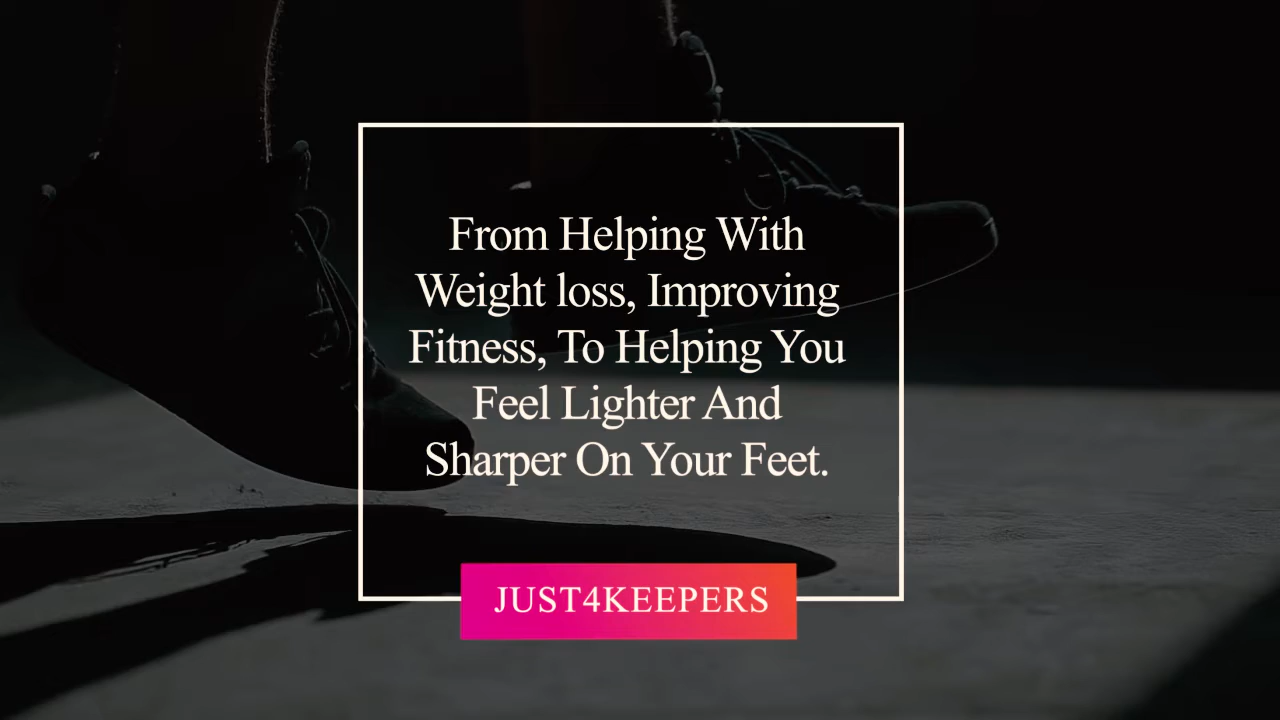 From Helping With
Weight loss, Improving
Fitness, To Helping You
Feel Lighter And
Sharper On Your Feet.
JUST4KEEPERS